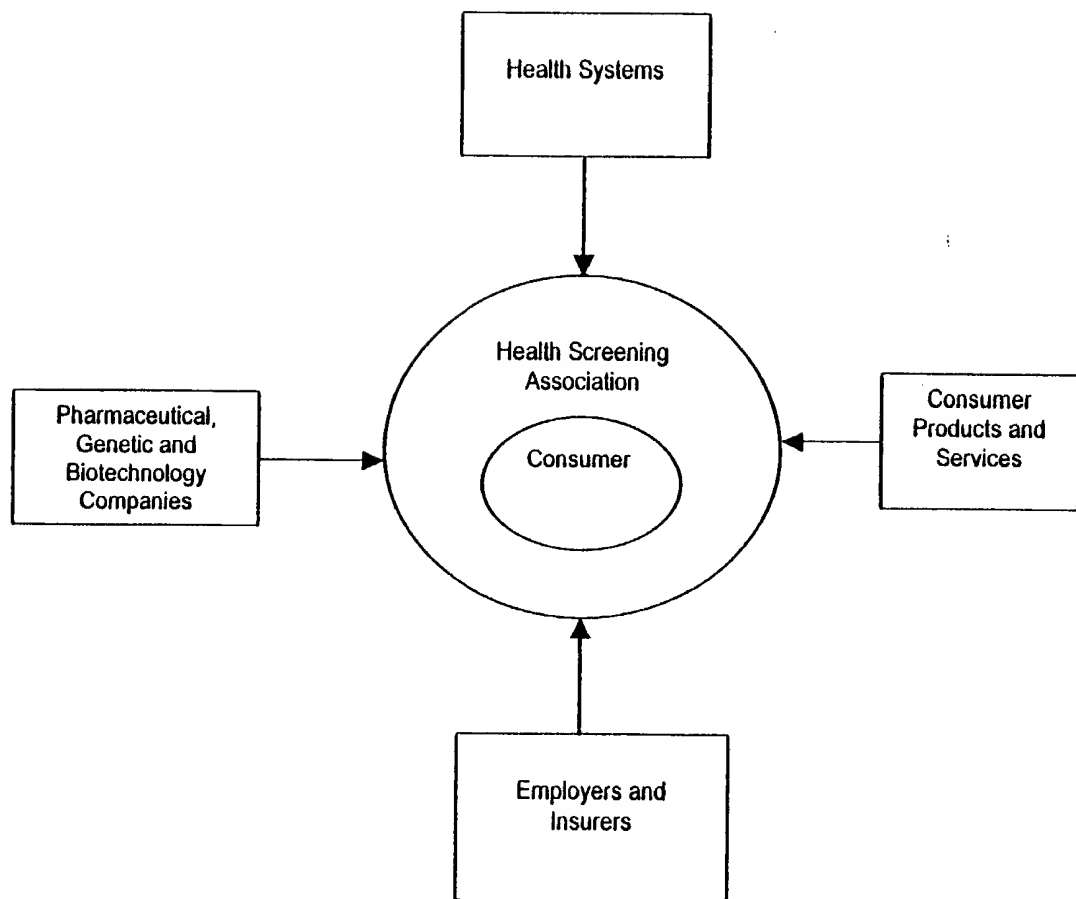 Health Systems
Health Screening
Association
Consumer
Pharmaceutical,
Genetic and
Biotechnology
Companies
Consumer
Products and
Services
Employers and
Insurers